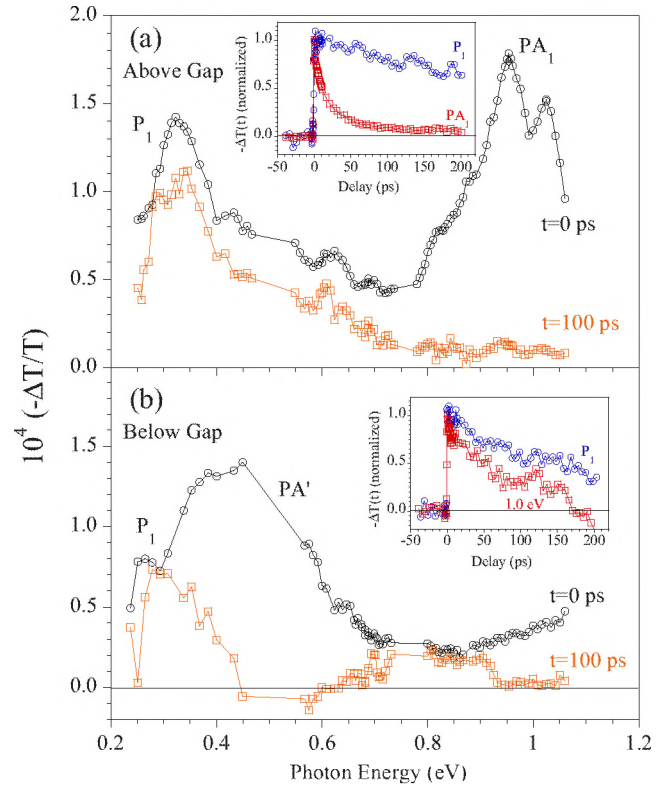 (a)
Above Gap
P1
PA1
t=0 ps
t=100 ps
10^4 (-ΔT/T)
2.0
1.5
1.0
0.5
0.0
-ΔT(t) (normalized)
1.0
0.5
0.0
P1
PA1
-50 0 50 100 150 200
Delay (ps)
(b)
Below Gap
P1
PA'
t=0 ps
t=100 ps
1.5
1.0
0.5
0.0
-ΔT(t) (normalized)
1.0
0.5
0.0
P1
1.0 eV
-50 0 50 100 150 200
Delay (ps)
0.2 0.4 0.6 0.8 1 1.2
Photon Energy (eV)